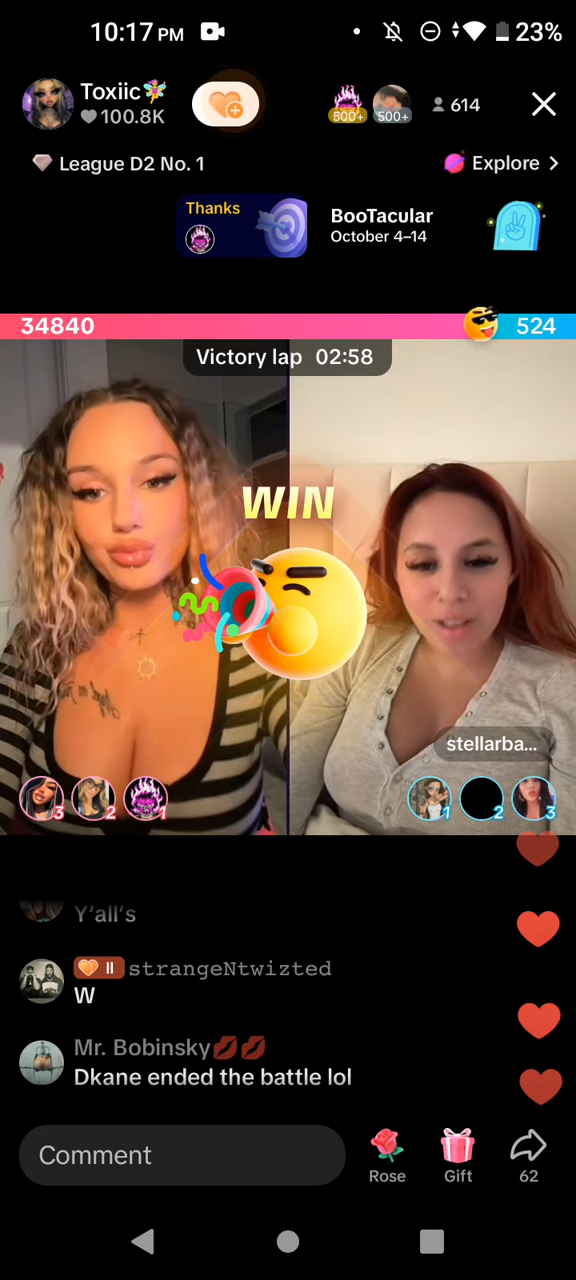 10:17 PM
23%
Toxiic
100.8K
500+
500+
614
League D2 No. 1
Explore
Thanks
BooTacular
October 4–14
34840
524
Victory lap 02:58
WIN
stellarba...
3
2
1
1
2
3
Y'all's
II
strangeNtwizted
W
Mr. Bobinsky
Dkane ended the battle lol
Comment
Rose
Gift
62